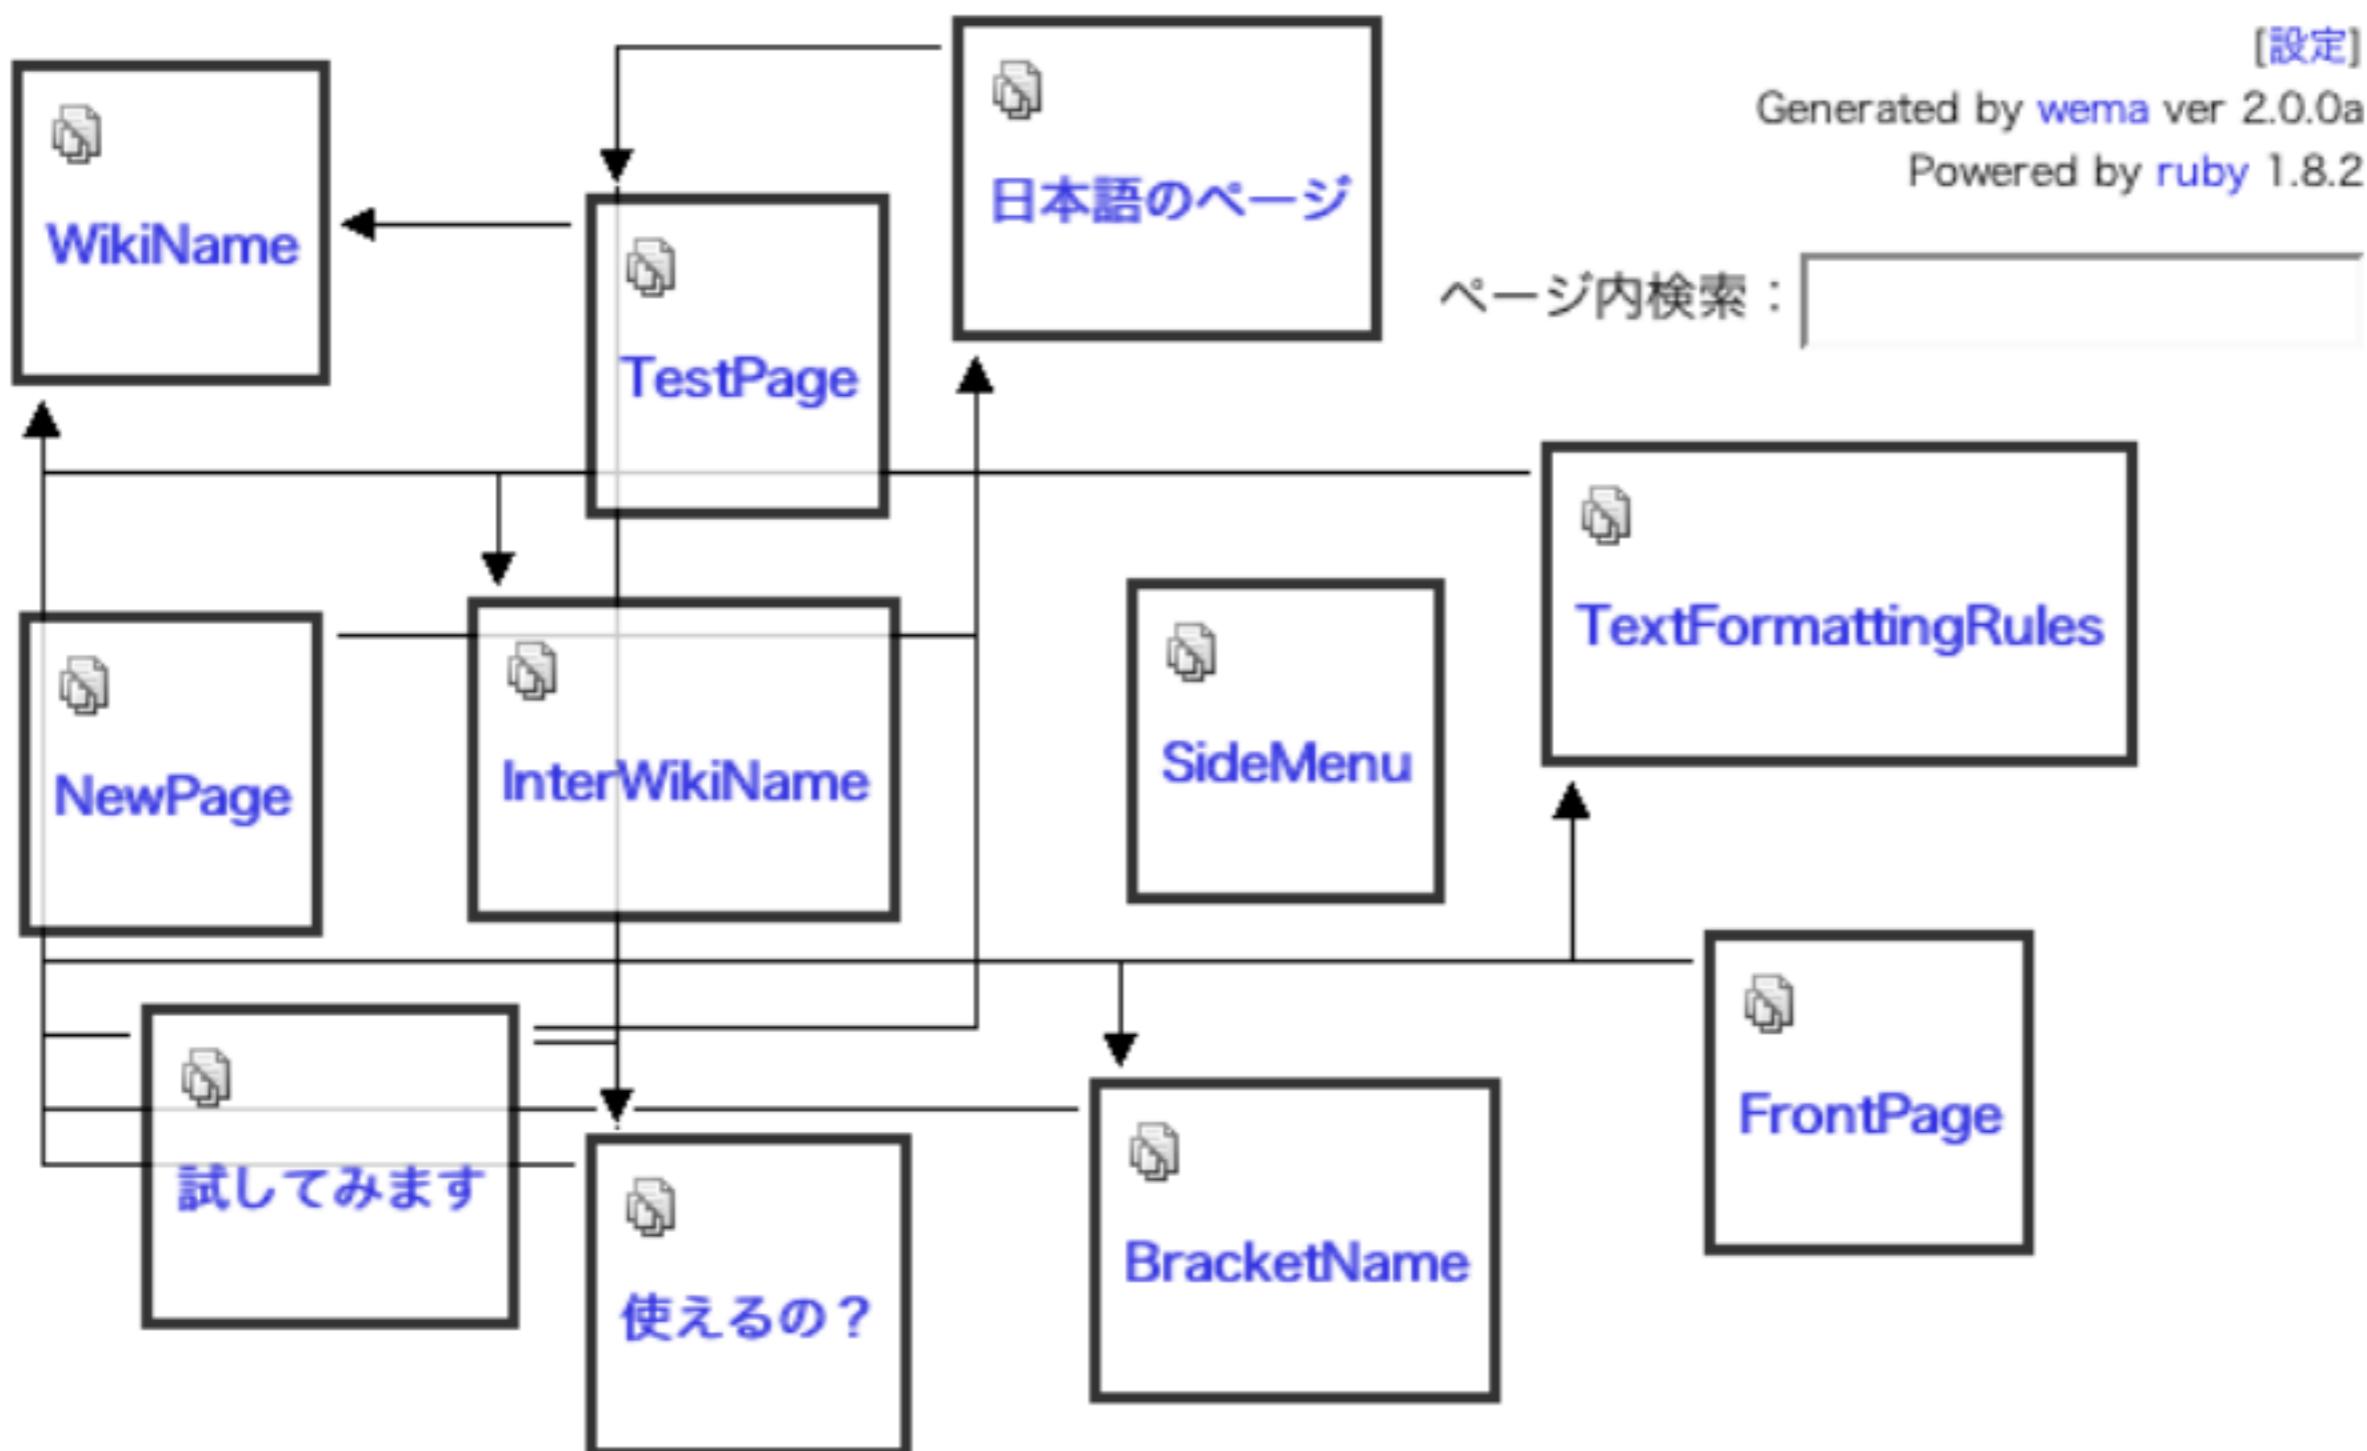 [設定]
Generated by wema ver 2.0.0a
Powered by ruby 1.8.2
ページ内検索：
日本語のページ
WikiName
TestPage
TextFormattingRules
SideMenu
InterWikiName
NewPage
FrontPage
試してみます
BracketName
使えるの？